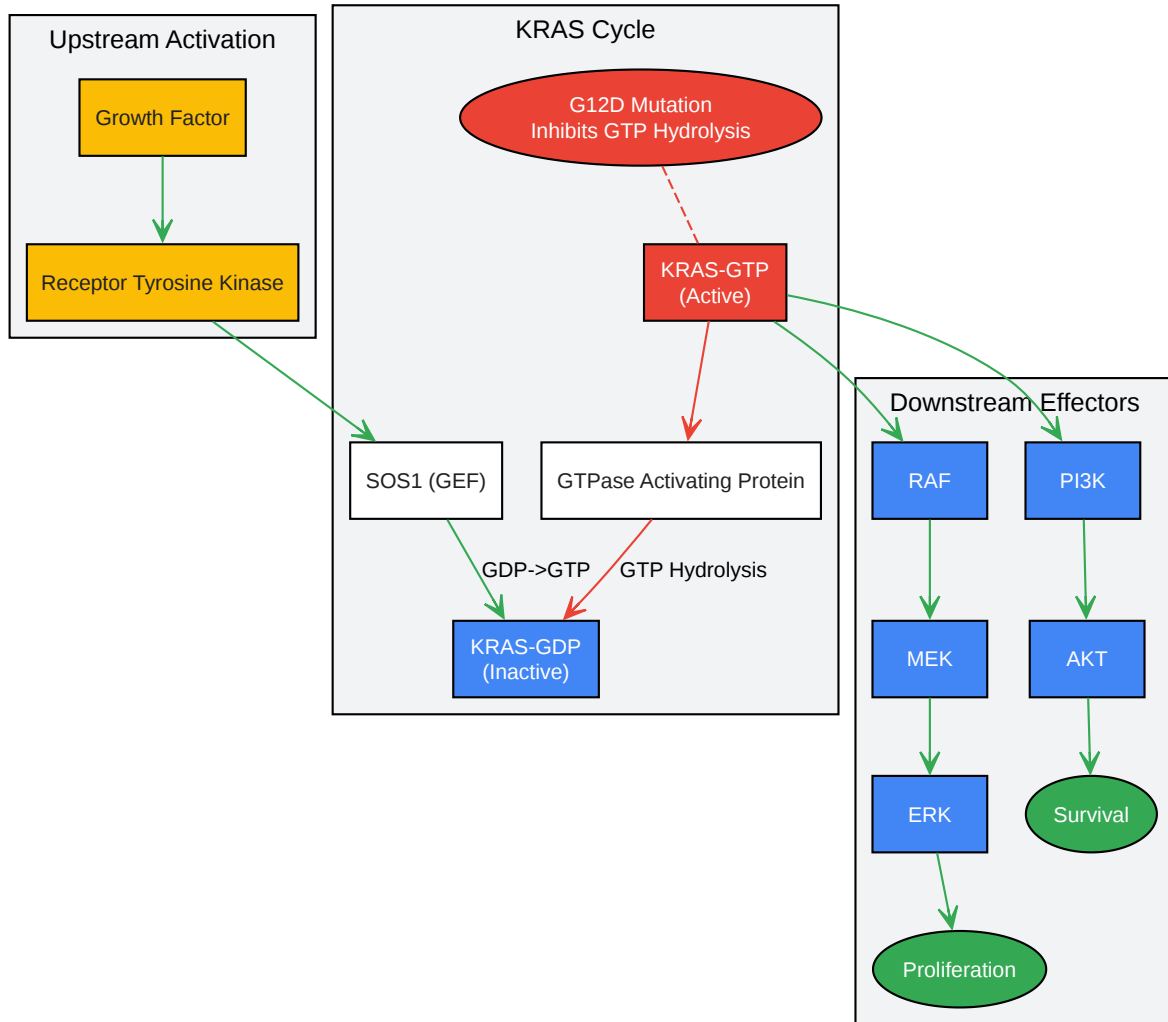 Upstream Activation
Growth Factor
Receptor Tyrosine Kinase
KRAS Cycle
G12D Mutation
Inhibits GTP Hydrolysis
KRAS-GTP
(Active)
SOS1 (GEF)
GTPase Activating Protein
GDP->GTP
GTP Hydrolysis
KRAS-GDP
(Inactive)
Downstream Effectors
RAF
PI3K
MEK
AKT
ERK
Survival
Proliferation